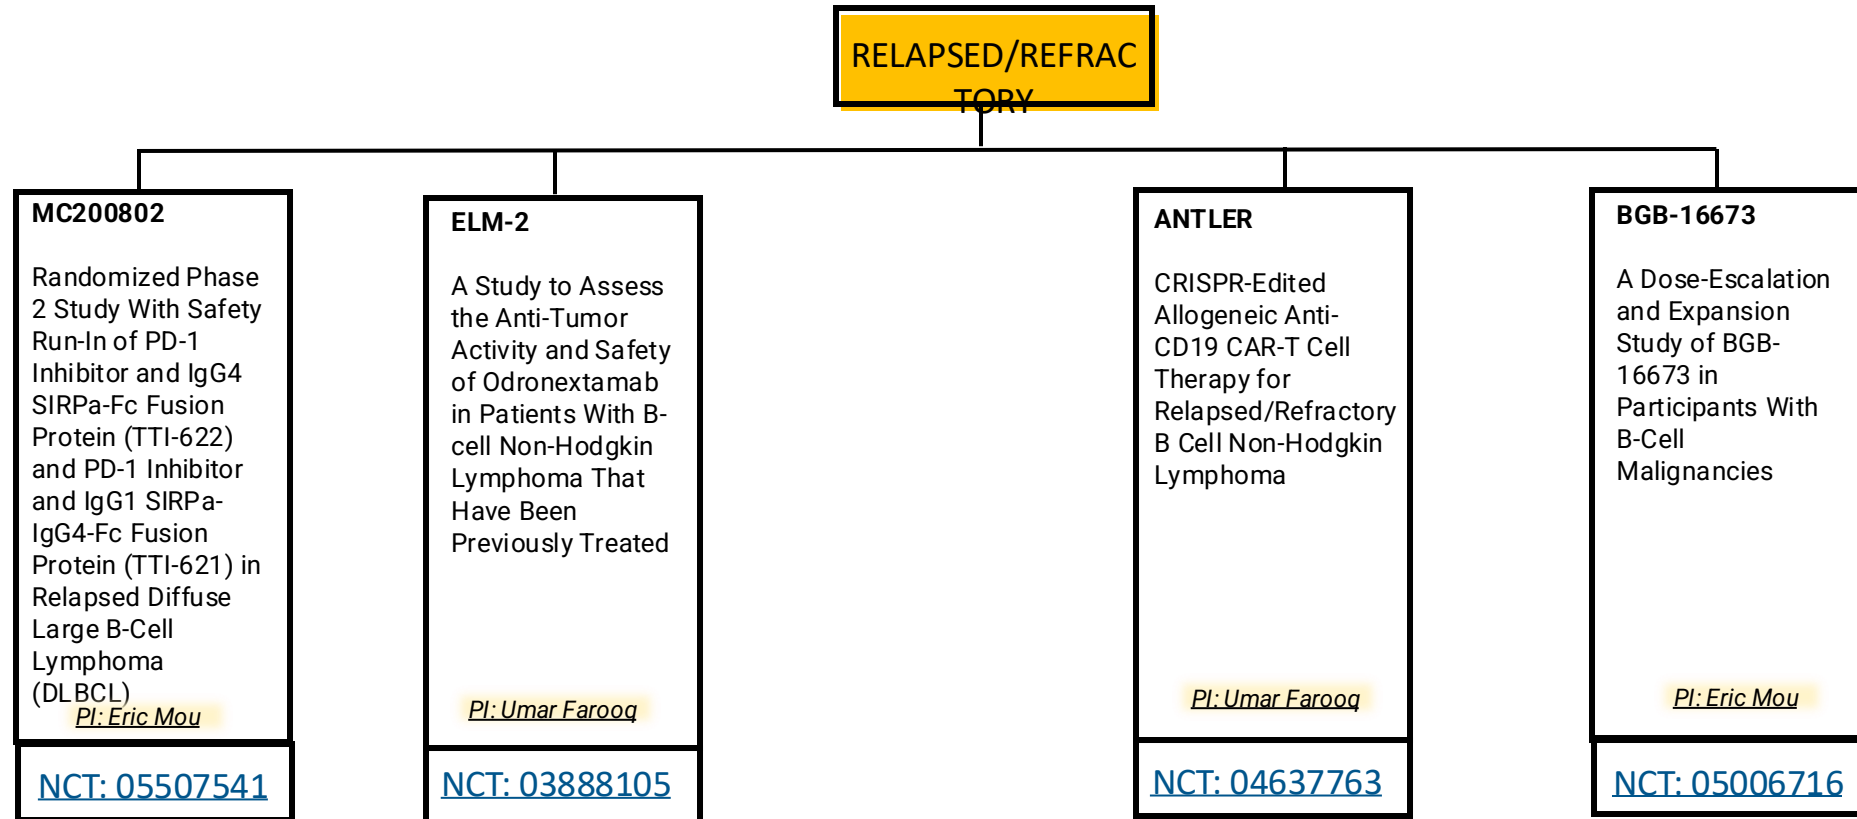 RELAPSED/REFRAC
TORY
MC200802
Randomized Phase
2 Study With Safety
Run-In of PD-1
Inhibitor and IgG4
SIRPa-Fc Fusion
Protein (TTI-622)
and PD-1 Inhibitor
and IgG1 SIRPa-
IgG4-Fc Fusion
Protein (TTI-621) in
Relapsed Diffuse
Large B-Cell
Lymphoma
(DLBCL)
PI: Eric Mou
NCT: 05507541
ELM-2
A Study to Assess
the Anti-Tumor
Activity and Safety
of Odronextamab
in Patients With B-
cell Non-Hodgkin
Lymphoma That
Have Been
Previously Treated
PI: Umar Farooq
NCT: 03888105
ANTLER
CRISPR-Edited
Allogeneic Anti-
CD19 CAR-T Cell
Therapy for
Relapsed/Refractory
B Cell Non-Hodgkin
Lymphoma
PI: Umar Farooq
NCT: 04637763
BGB-16673
A Dose-Escalation
and Expansion
Study of BGB-
16673 in
Participants With
B-Cell
Malignancies
PI: Eric Mou
NCT: 05006716